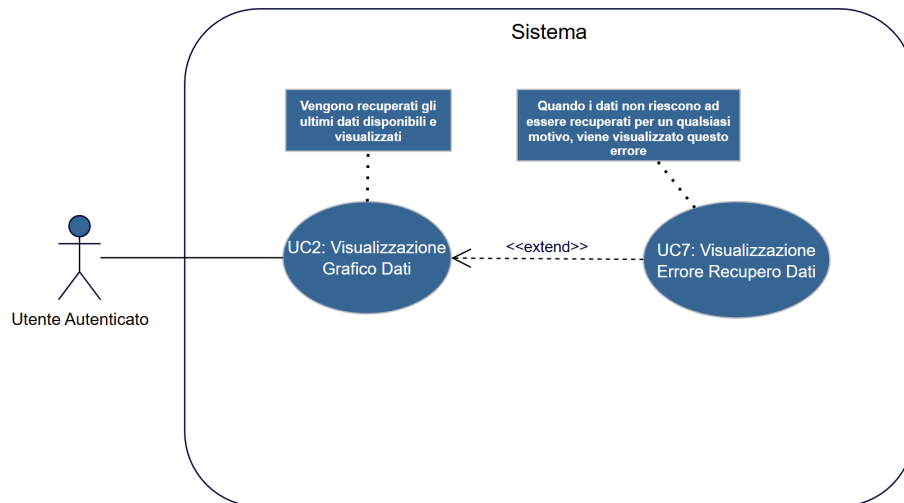 Sistema
Vengono recuperati gli
ultimi dati disponibili e
visualizzati
Quando i dati non riescono ad
essere recuperati per un qualsiasi
motivo, viene visualizzato questo
errore
UC2: Visualizzazione
Grafico Dati
<<extend>>
UC7: Visualizzazione
Errore Recupero Dati
Utente Autenticato